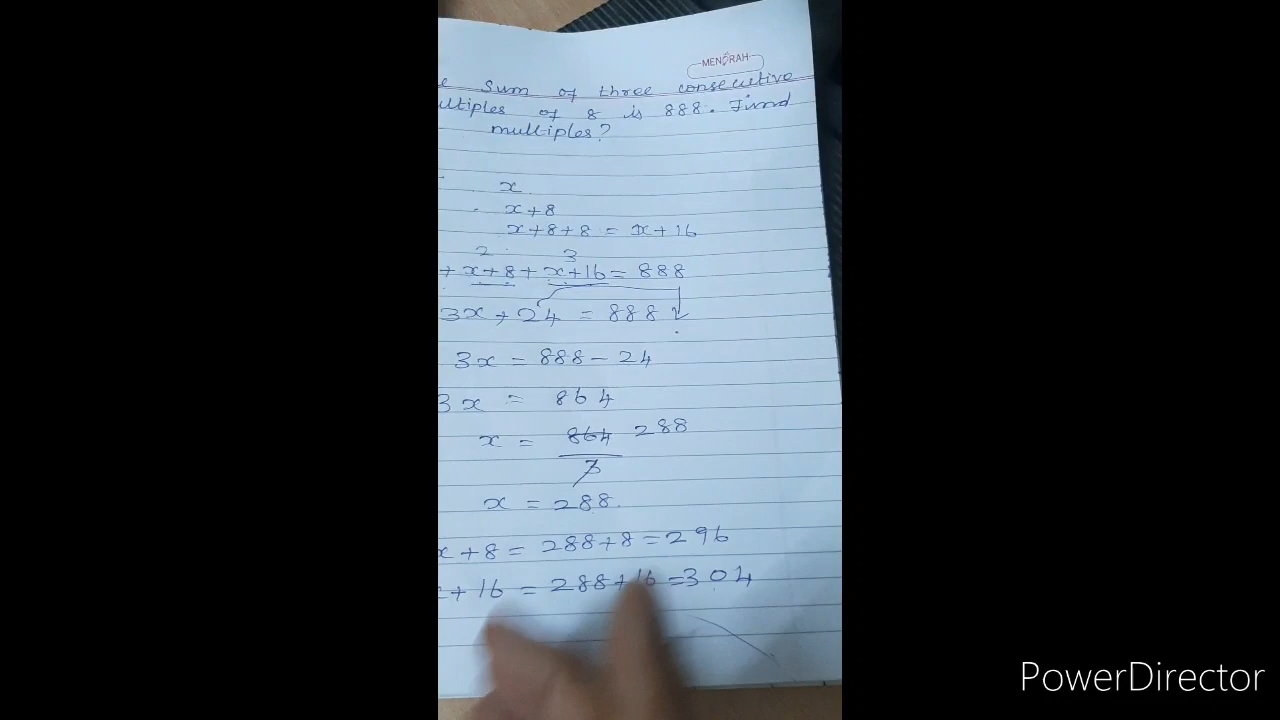 MENORAH
e sum of three consecutive
ultiples of 8 is 888. Find
multiples?
x
x+8
x+8+8 = x+16
2 3
+ x+8 + x+16 = 888
3x + 24 = 888
3x = 888 - 24
3x = 864
x = 864 288
3
x = 288.
x + 8 = 288+8 = 296
+ 16 = 288+16 = 304
PowerDirector